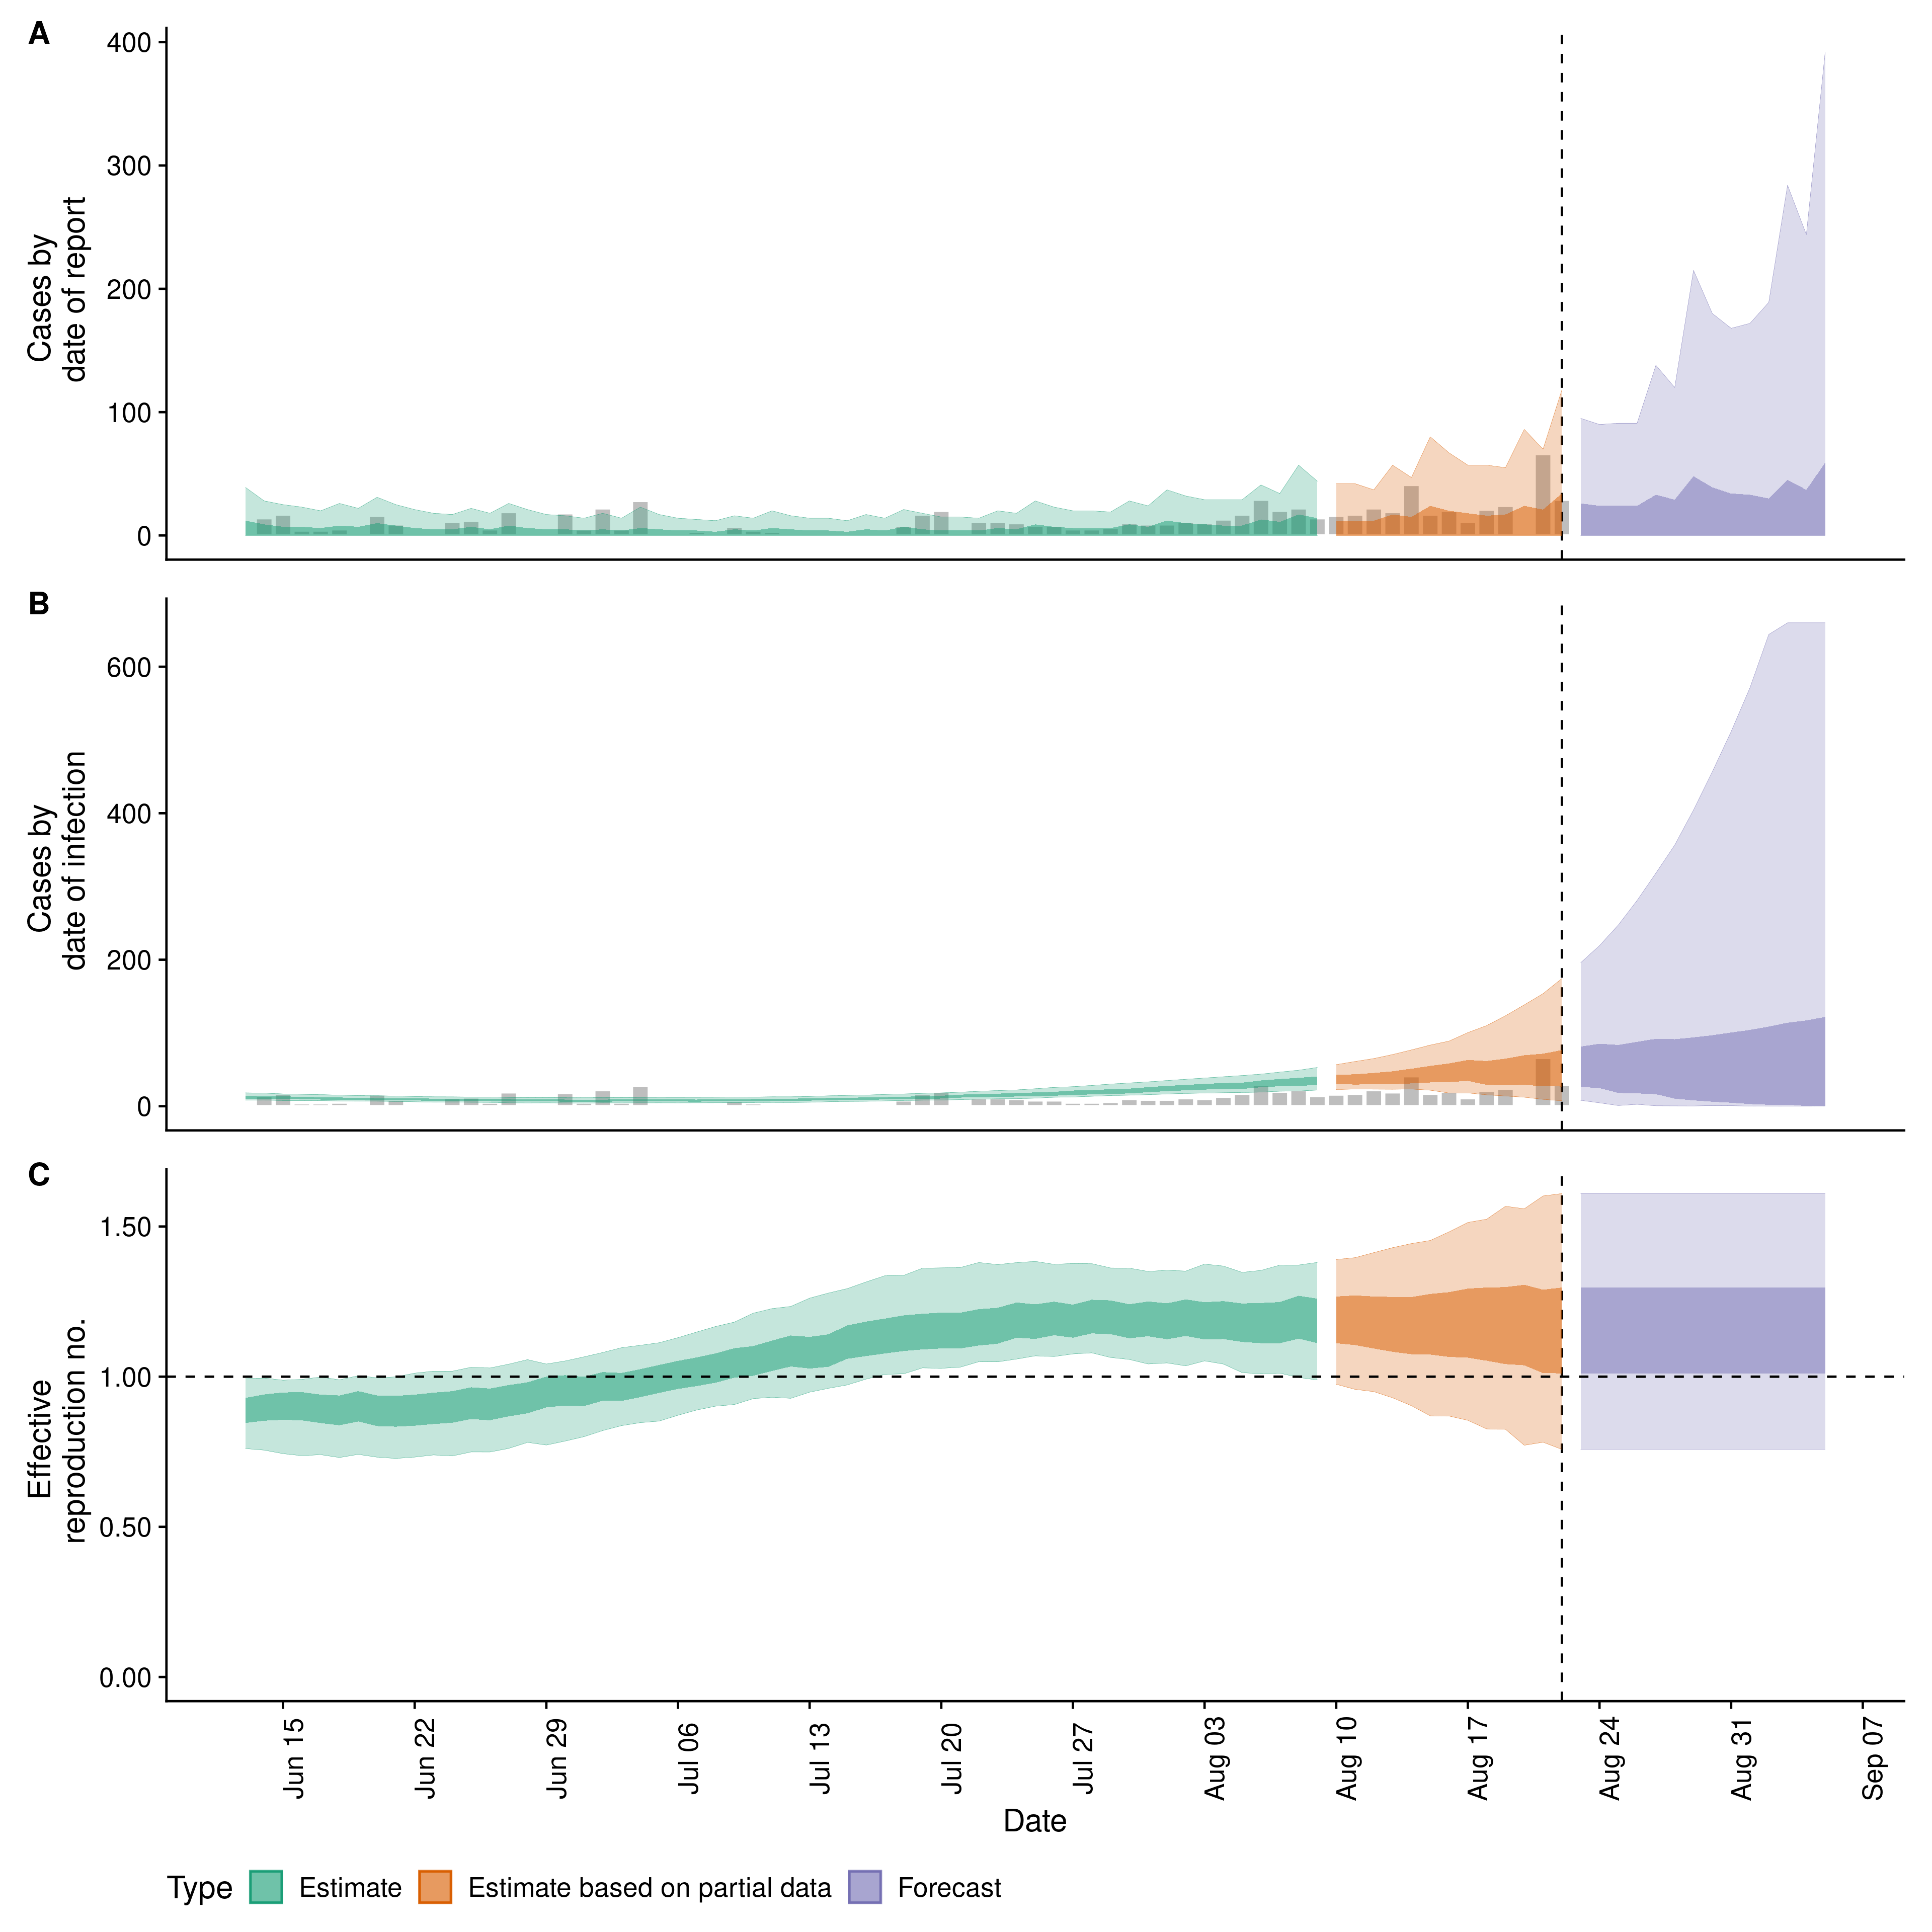 A
400
300
200
100
0
Cases by
date of report
B
600
400
200
0
Cases by
date of infection
C
1.50
1.00
0.50
0.00
Effective
reproduction no.
Jun 15
Jun 22
Jun 29
Jul 06
Jul 13
Jul 20
Jul 27
Aug 03
Aug 10
Aug 17
Aug 24
Aug 31
Sep 07
Date
Type Estimate Estimate based on partial data Forecast